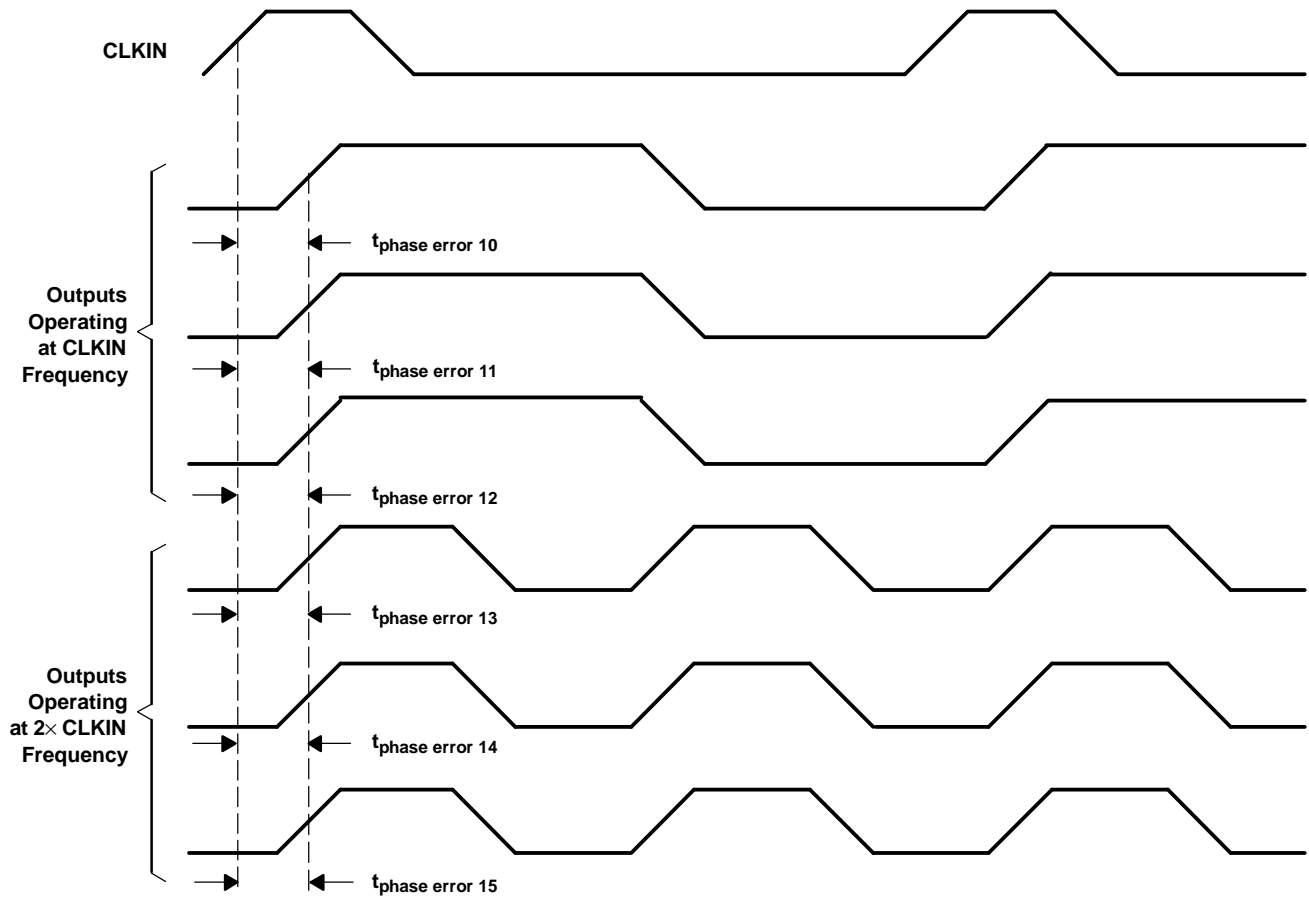 CLKIN
tphase error 10
Outputs
Operating
at CLKIN
Frequency
tphase error 11
tphase error 12
tphase error 13
Outputs
Operating
at 2× CLKIN
Frequency
tphase error 14
tphase error 15